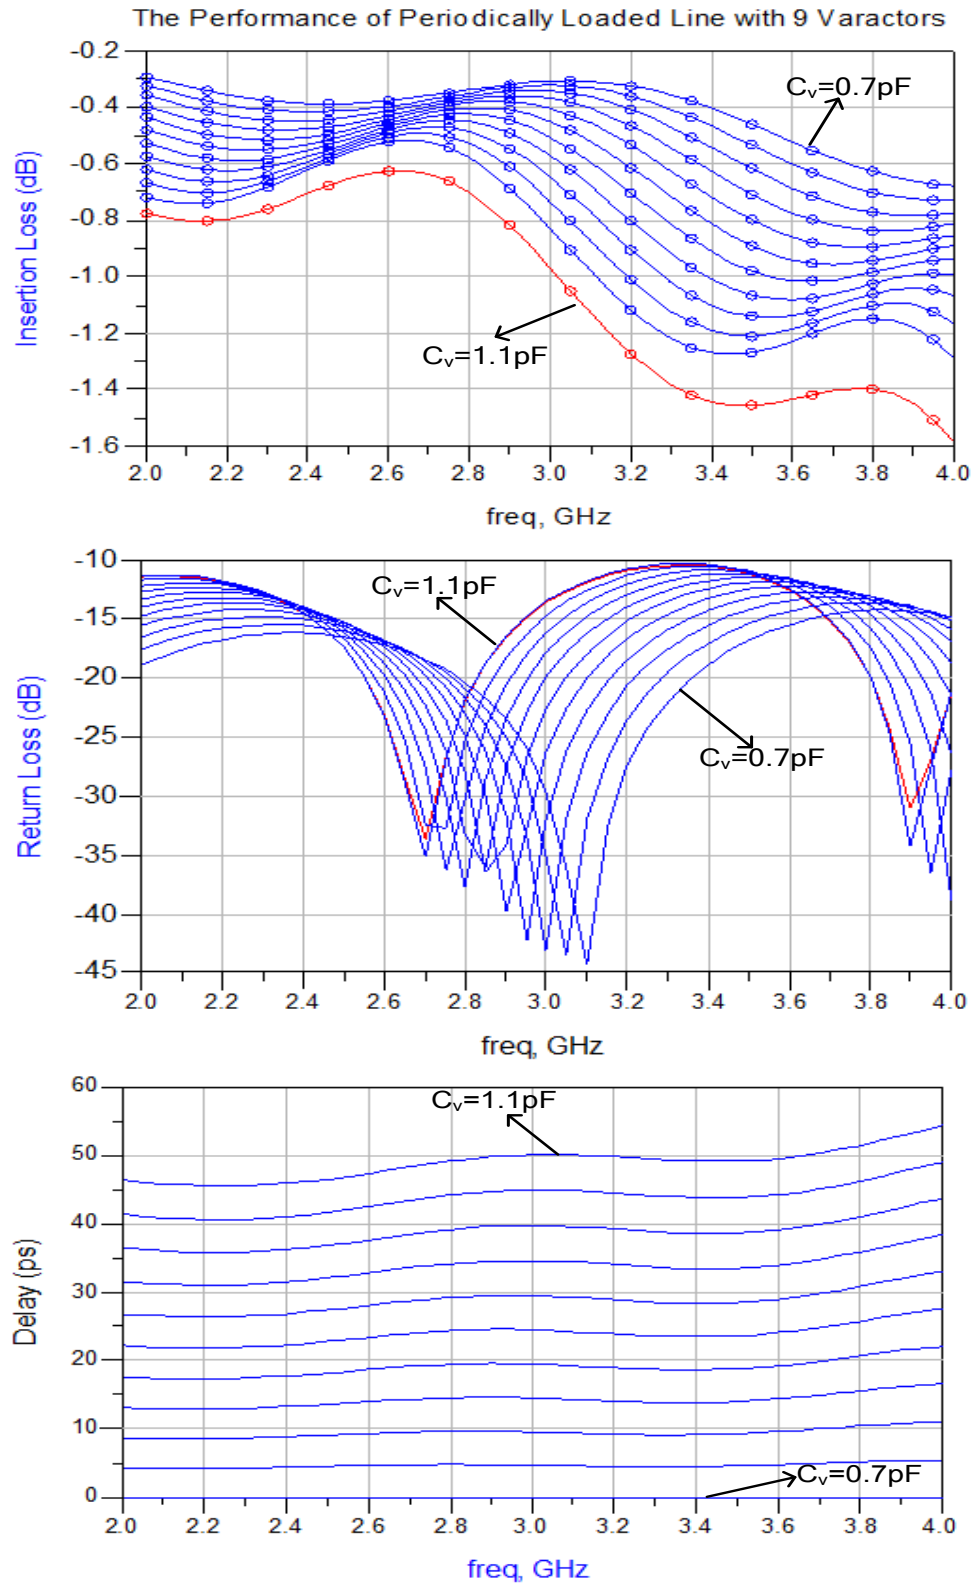 The Performance of Periodically Loaded Line with 9 Varactors
-0.2
-0.4
-0.6
-0.8
-1.0
-1.2
-1.4
-1.6
Insertion Loss (dB)
Cv=0.7pF
Cv=1.1pF
2.0 2.2 2.4 2.6 2.8 3.0 3.2 3.4 3.6 3.8 4.0
freq, GHz
-10
-15
-20
-25
-30
-35
-40
-45
Return Loss (dB)
Cv=1.1pF
Cv=0.7pF
2.0 2.2 2.4 2.6 2.8 3.0 3.2 3.4 3.6 3.8 4.0
freq, GHz
60
50
40
30
20
10
0
Delay (ps)
Cv=1.1pF
Cv=0.7pF
2.0 2.2 2.4 2.6 2.8 3.0 3.2 3.4 3.6 3.8 4.0
freq, GHz